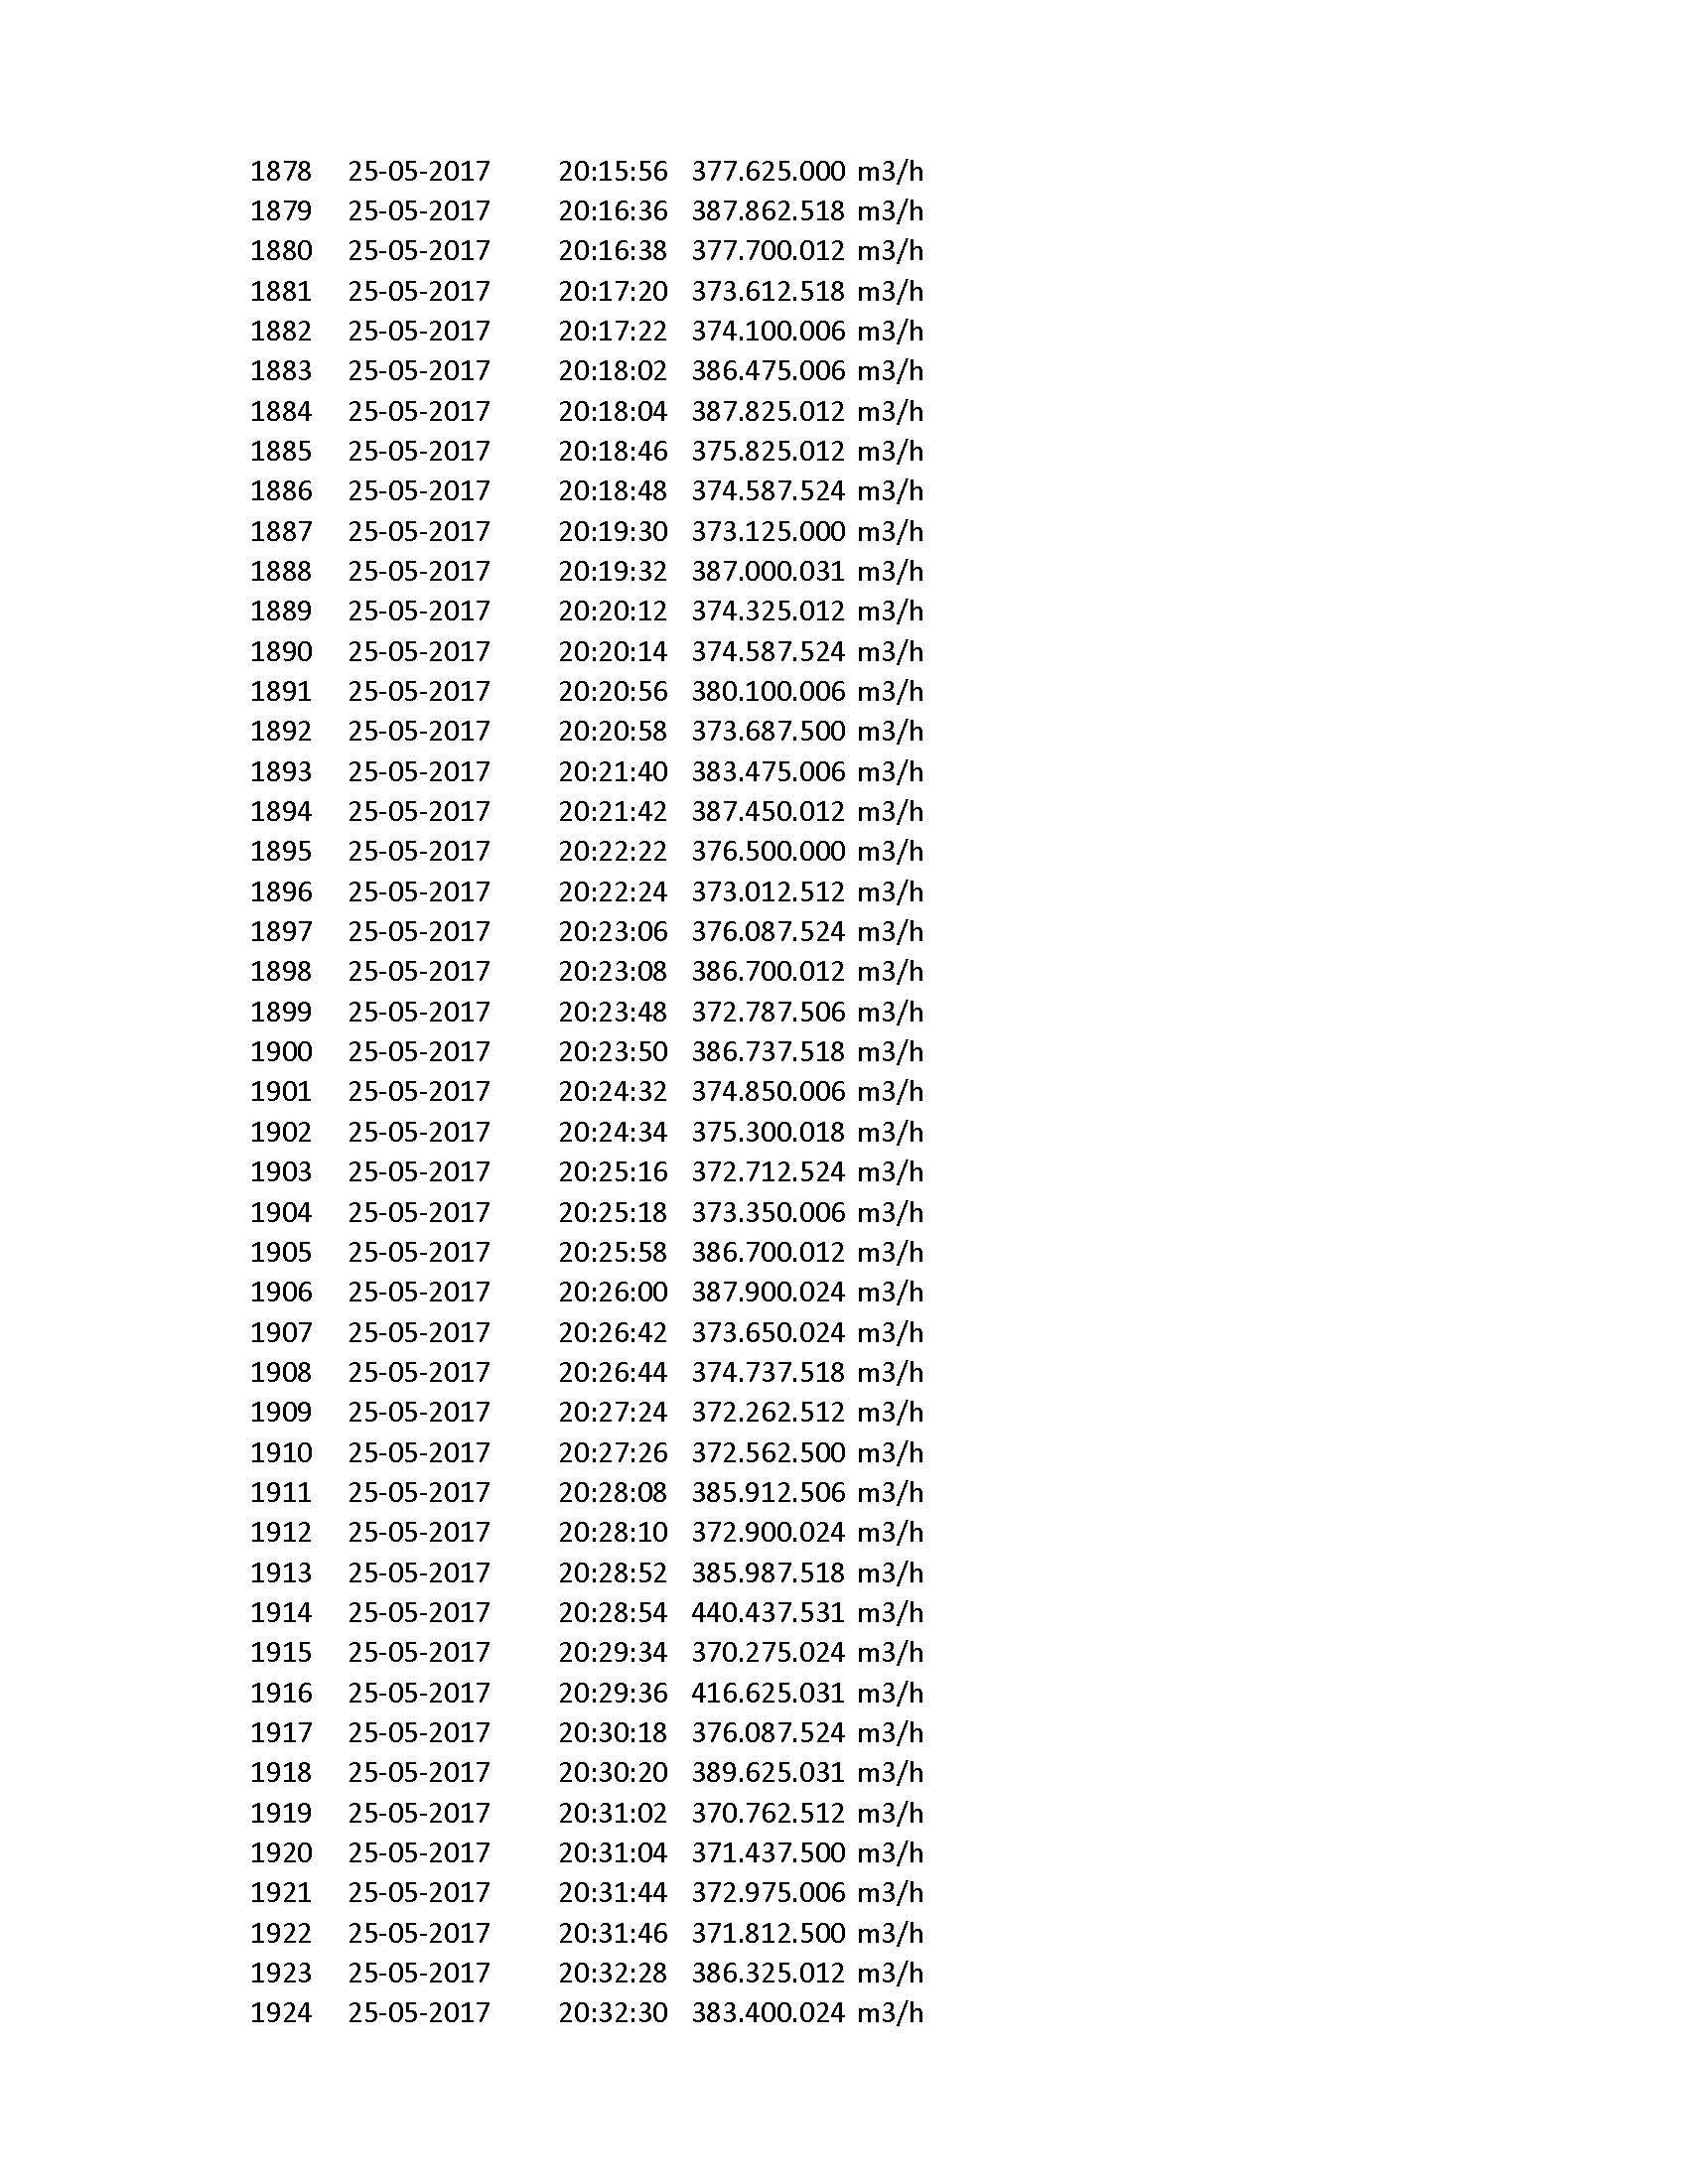 1878 25-05-2017 20:15:56 377.625.000 m3/h
1879 25-05-2017 20:16:36 387.862.518 m3/h
1880 25-05-2017 20:16:38 377.700.012 m3/h
1881 25-05-2017 20:17:20 373.612.518 m3/h
1882 25-05-2017 20:17:22 374.100.006 m3/h
1883 25-05-2017 20:18:02 386.475.006 m3/h
1884 25-05-2017 20:18:04 387.825.012 m3/h
1885 25-05-2017 20:18:46 375.825.012 m3/h
1886 25-05-2017 20:18:48 374.587.524 m3/h
1887 25-05-2017 20:19:30 373.125.000 m3/h
1888 25-05-2017 20:19:32 387.000.031 m3/h
1889 25-05-2017 20:20:12 374.325.012 m3/h
1890 25-05-2017 20:20:14 374.587.524 m3/h
1891 25-05-2017 20:20:56 380.100.006 m3/h
1892 25-05-2017 20:20:58 373.687.500 m3/h
1893 25-05-2017 20:21:40 383.475.006 m3/h
1894 25-05-2017 20:21:42 387.450.012 m3/h
1895 25-05-2017 20:22:22 376.500.000 m3/h
1896 25-05-2017 20:22:24 373.012.512 m3/h
1897 25-05-2017 20:23:06 376.087.524 m3/h
1898 25-05-2017 20:23:08 386.700.012 m3/h
1899 25-05-2017 20:23:48 372.787.506 m3/h
1900 25-05-2017 20:23:50 386.737.518 m3/h
1901 25-05-2017 20:24:32 374.850.006 m3/h
1902 25-05-2017 20:24:34 375.300.018 m3/h
1903 25-05-2017 20:25:16 372.712.524 m3/h
1904 25-05-2017 20:25:18 373.350.006 m3/h
1905 25-05-2017 20:25:58 386.700.012 m3/h
1906 25-05-2017 20:26:00 387.900.024 m3/h
1907 25-05-2017 20:26:42 373.650.024 m3/h
1908 25-05-2017 20:26:44 374.737.518 m3/h
1909 25-05-2017 20:27:24 372.262.512 m3/h
1910 25-05-2017 20:27:26 372.562.500 m3/h
1911 25-05-2017 20:28:08 385.912.506 m3/h
1912 25-05-2017 20:28:10 372.900.024 m3/h
1913 25-05-2017 20:28:52 385.987.518 m3/h
1914 25-05-2017 20:28:54 440.437.531 m3/h
1915 25-05-2017 20:29:34 370.275.024 m3/h
1916 25-05-2017 20:29:36 416.625.031 m3/h
1917 25-05-2017 20:30:18 376.087.524 m3/h
1918 25-05-2017 20:30:20 389.625.031 m3/h
1919 25-05-2017 20:31:02 370.762.512 m3/h
1920 25-05-2017 20:31:04 371.437.500 m3/h
1921 25-05-2017 20:31:44 372.975.006 m3/h
1922 25-05-2017 20:31:46 371.812.500 m3/h
1923 25-05-2017 20:32:28 386.325.012 m3/h
1924 25-05-2017 20:32:30 383.400.024 m3/h